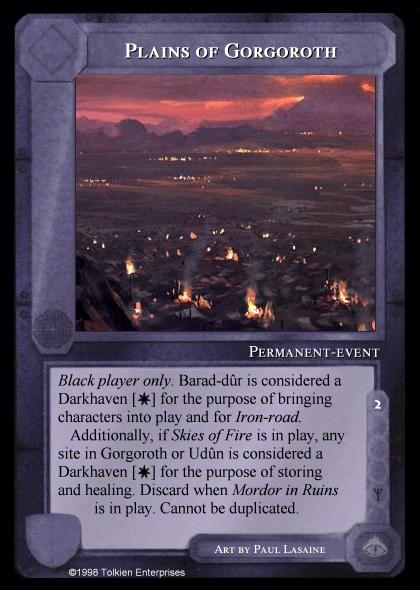 PLAINS OF GORGOROTH
PERMANENT-EVENT
Black player only. Barad-dûr is considered a
Darkhaven [✷] for the purpose of bringing
characters into play and for Iron-road.
Additionally, if Skies of Fire is in play, any
site in Gorgoroth or Udûn is considered a
Darkhaven [✷] for the purpose of storing
and healing. Discard when Mordor in Ruins
is in play. Cannot be duplicated.
2
ART BY PAUL LASAINE
©1998 Tolkien Enterprises